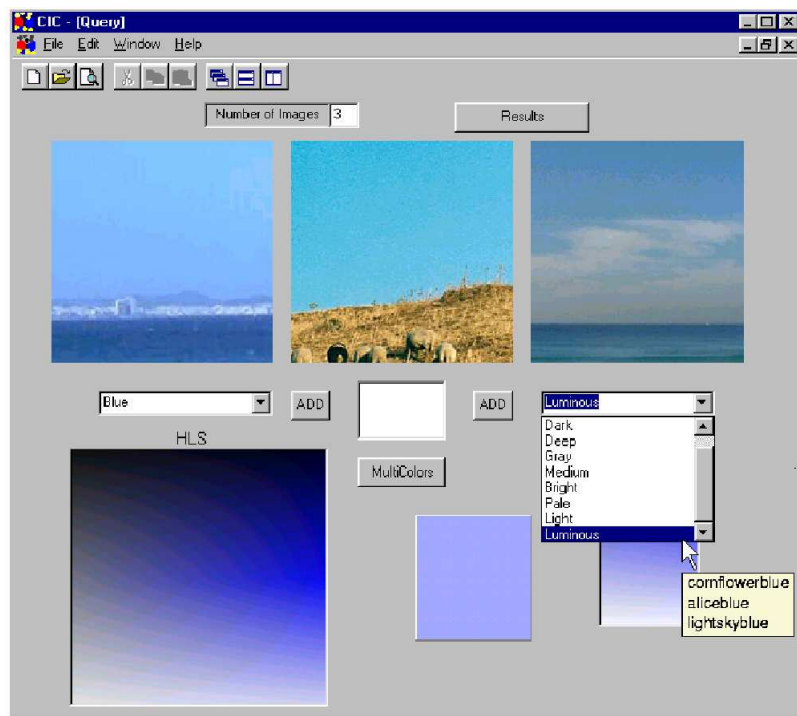 CIC - [Query]
File Edit Window Help
Number of Images 3
Results
Blue
ADD
ADD
Luminous
HLS
MultiColors
Dark
Deep
Gray
Medium
Bright
Pale
Light
Luminous
cornflowerblue
aliceblue
lightskyblue